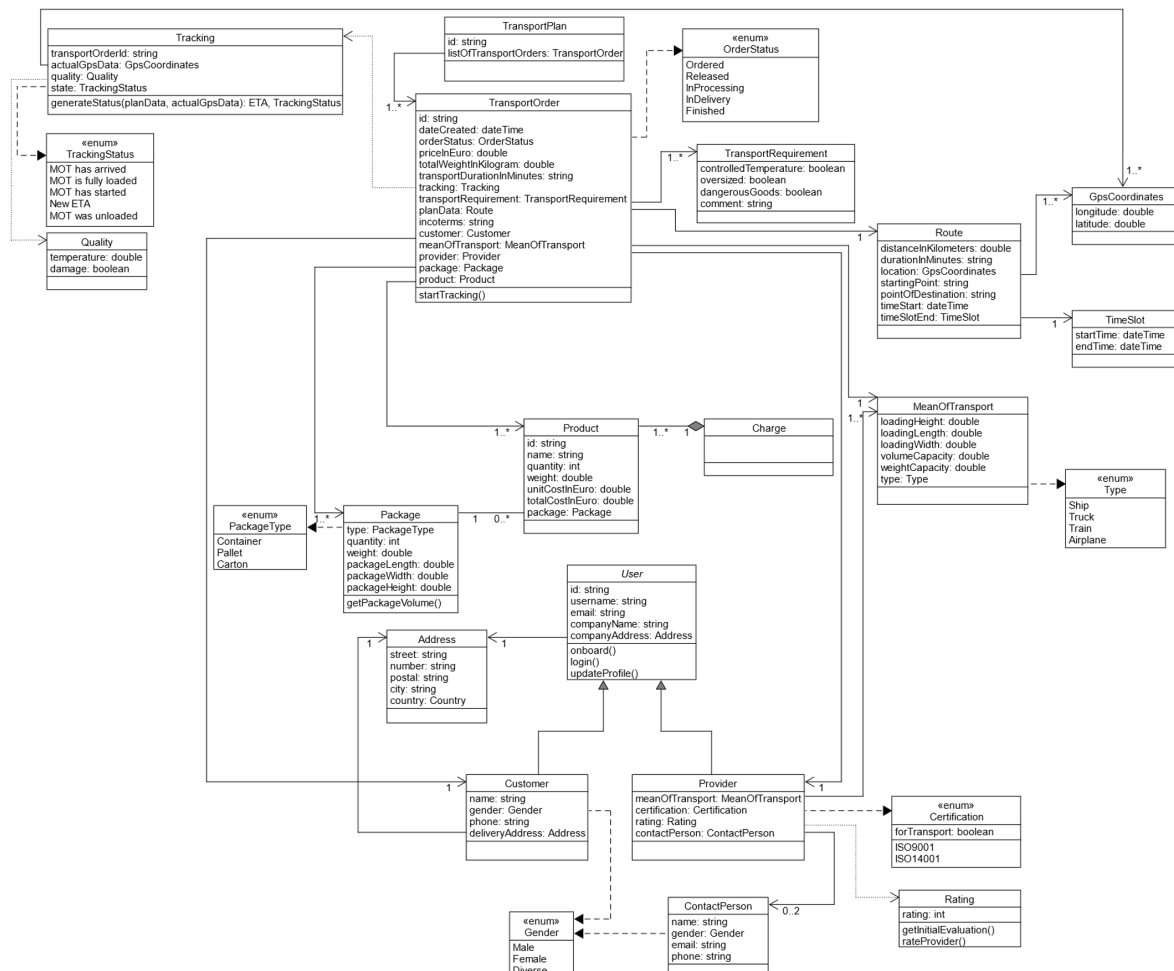 TransportPlan
id: string
listOfTransportOrders: TransportOrder
Tracking
transportOrderId: string
actualGpsData: GpsCoordinates
quality: Quality
state: TrackingStatus
generateStatus(planData, actualGpsData): ETA, TrackingStatus
«enum»
OrderStatus
Ordered
Released
InProcessing
InDelivery
Finished
1..*
TransportOrder
id: string
dateCreated: dateTime
orderStatus: OrderStatus
priceInEuro: double
totalWeightInKilogram: double
transportDurationInMinutes: string
tracking: Tracking
transportRequirement: TransportRequirement
planData: Route
incoterms: string
customer: Customer
meanOfTransport: MeanOfTransport
provider: Provider
package: Package
product: Product
startTracking()
«enum»
TrackingStatus
MOT has arrived
MOT is fully loaded
MOT has started
New ETA
MOT was unloaded
1..*
TransportRequirement
controlledTemperature: boolean
oversized: boolean
dangerousGoods: boolean
comment: string
1..*
1..*
GpsCoordinates
longitude: double
latitude: double
Quality
temperature: double
damage: boolean
1
Route
distanceInKilometers: double
durationInMinutes: string
location: GpsCoordinates
startingPoint: string
pointOfDestination: string
timeStart: dateTime
timeSlotEnd: TimeSlot
1
TimeSlot
startTime: dateTime
endTime: dateTime
1
1..*
MeanOfTransport
loadingHeight: double
loadingLength: double
loadingWidth: double
volumeCapacity: double
weightCapacity: double
type: Type
1..*
Product
id: string
name: string
quantity: int
weight: double
unitCostInEuro: double
totalCostInEuro: double
package: Package
1..*
1
Charge
«enum»
Type
Ship
Truck
Train
Airplane
«enum»
PackageType
Container
Pallet
Carton
1..*
Package
type: PackageType
quantity: int
weight: double
packageLength: double
packageWidth: double
packageHeight: double
getPackageVolume()
1
0..*
User
id: string
username: string
email: string
companyName: string
companyAddress: Address
onboard()
login()
updateProfile()
1
Address
street: string
number: string
postal: string
city: string
country: Country
1
1
Customer
name: string
gender: Gender
phone: string
deliveryAddress: Address
Provider
meanOfTransport: MeanOfTransport
certification: Certification
rating: Rating
contactPerson: ContactPerson
1
«enum»
Certification
forTransport: boolean
ISO9001
ISO14001
Rating
rating: int
getInitialEvaluation()
rateProvider()
ContactPerson
name: string
gender: Gender
email: string
phone: string
0..2
«enum»
Gender
Male
Female
Diverse